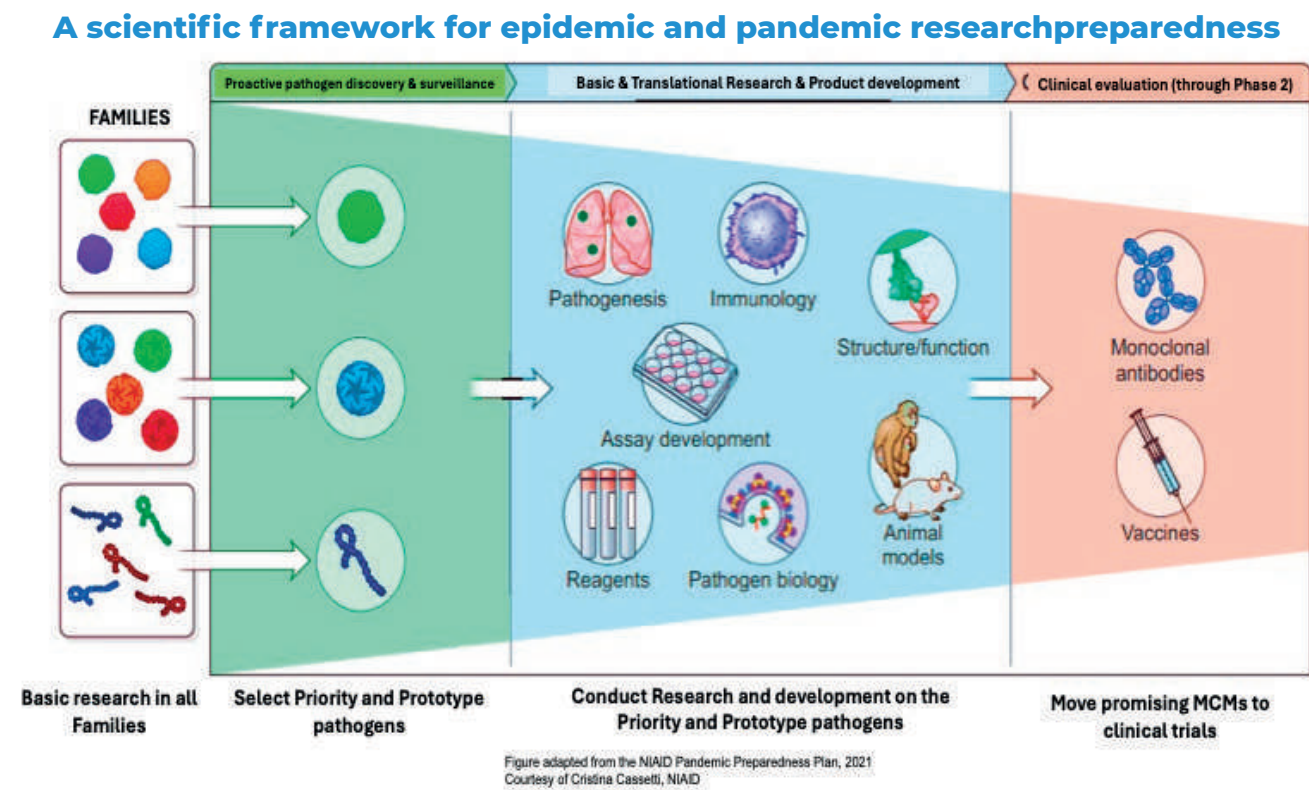 A scientific framework for epidemic and pandemic researchpreparedness
Proactive pathogen discovery & surveillance
Basic & Translational Research & Product development
( Clinical evaluation (through Phase 2)
FAMILIES
Pathogenesis
Immunology
Structure/function
Assay development
Reagents
Pathogen biology
Animal
models
Monoclonal
antibodies
Vaccines
Basic research in all
Families
Select Priority and Prototype
pathogens
Conduct Research and development on the
Priority and Prototype pathogens
Move promising MCMs to
clinical trials
Figure adapted from the NIAID Pandemic Preparedness Plan, 2021
Courtesy of Cristina Cassetti, NIAID